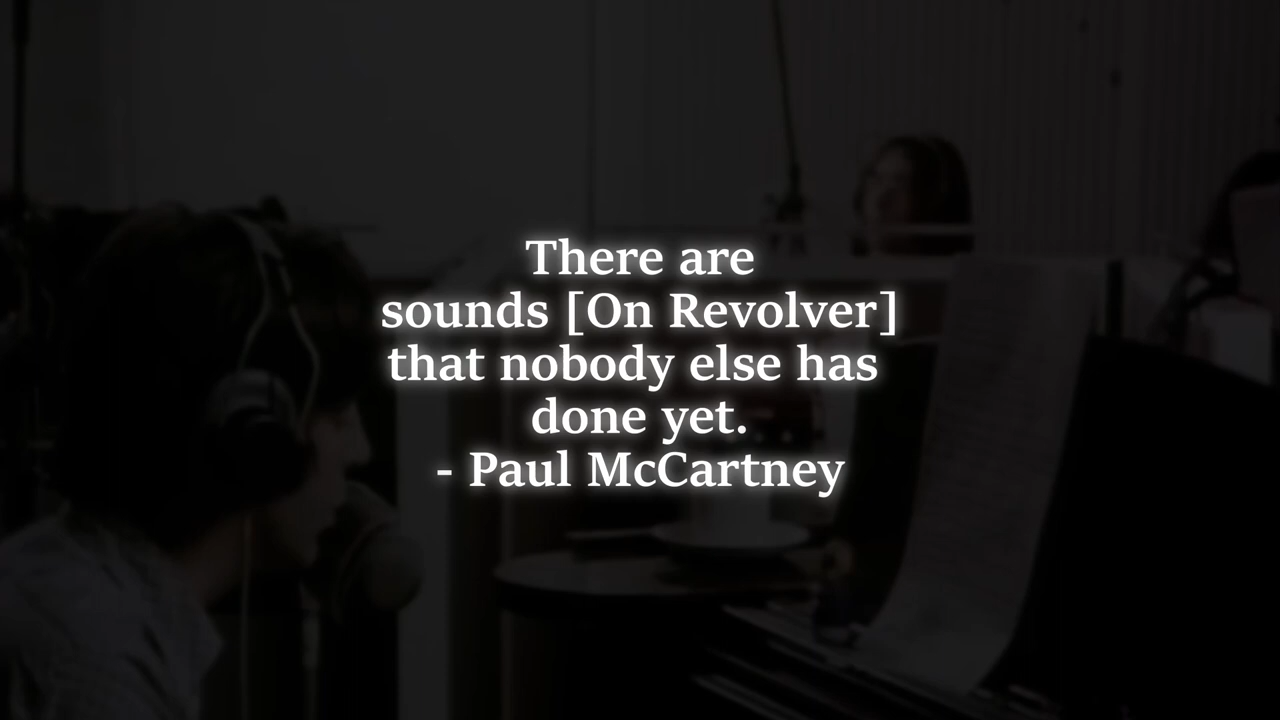 There are
sounds [On Revolver]
that nobody else has
done yet.
- Paul McCartney